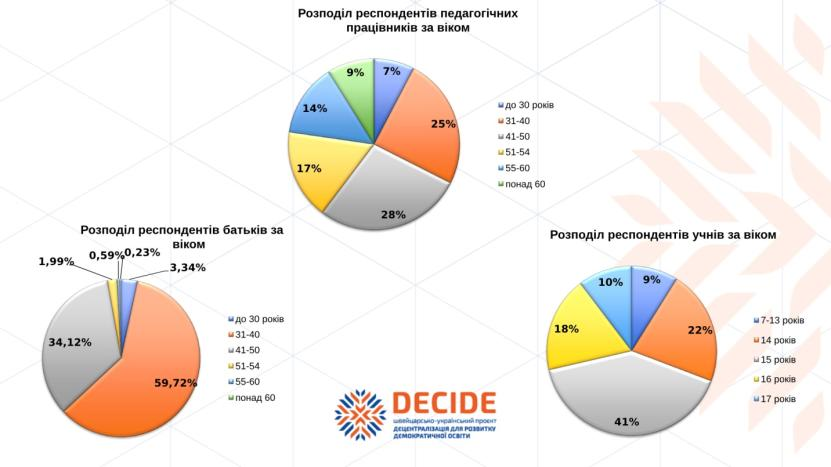 Розподіл респондентів педагогічних
працівників за віком
9%
7%
14%
25%
17%
28%
до 30 років
31-40
41-50
51-54
55-60
понад 60
Розподіл респондентів батьків за
віком
1,99%
0,59%
0,23%
3,34%
34,12%
59,72%
до 30 років
31-40
41-50
51-54
55-60
понад 60
Розподіл респондентів учнів за віком
10%
9%
18%
22%
41%
7-13 років
14 років
15 років
16 років
17 років
DECIDE
швейцарсько-український проєкт
ДЕЦЕНТРАЛІЗАЦІЯ ДЛЯ РОЗВИТКУ
ДЕМОКРАТИЧНОЇ ОСВІТИ